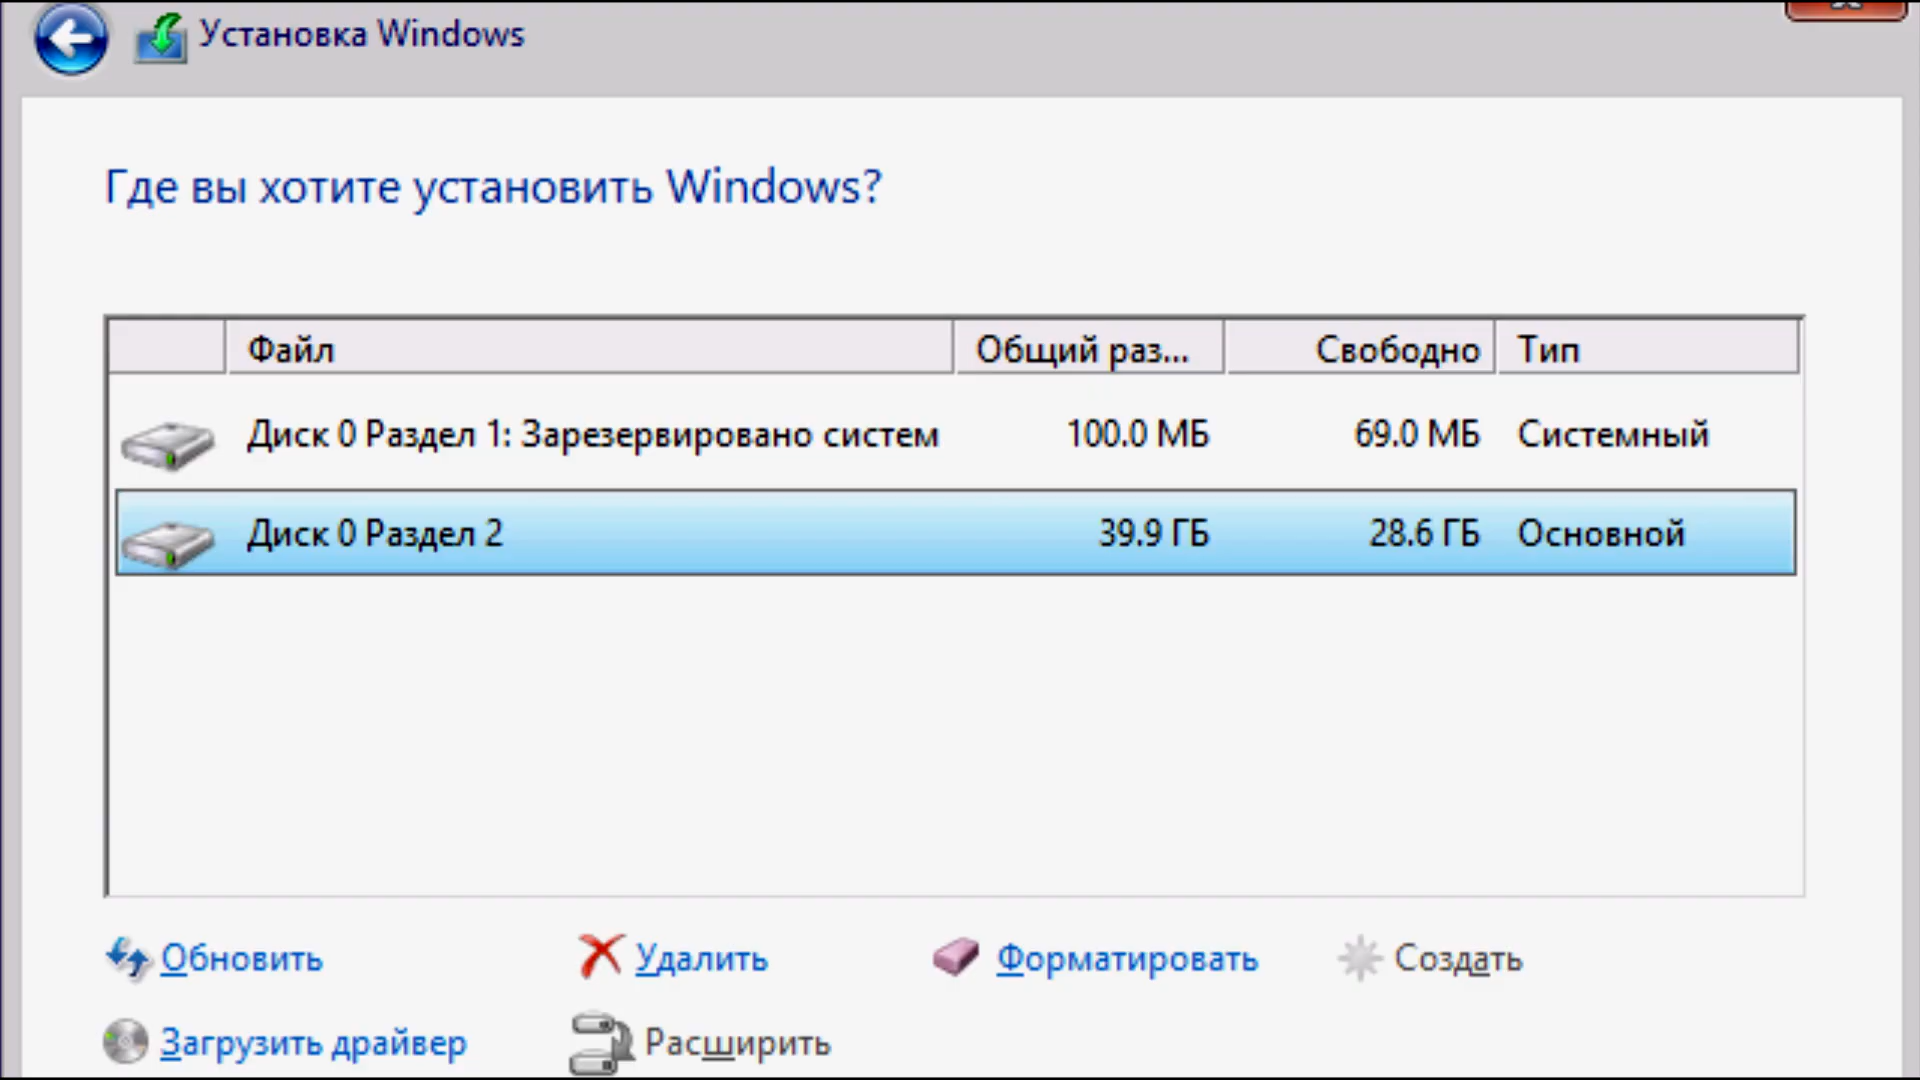 Установка Windows
Где вы хотите установить Windows?
Файл Общий раз... Свободно Тип
Диск 0 Раздел 1: Зарезервировано систем 100.0 МБ 69.0 МБ Системный
Диск 0 Раздел 2 39.9 ГБ 28.6 ГБ Основной
Обновить Удалить Форматировать Создать
Загрузить драйвер Расширить